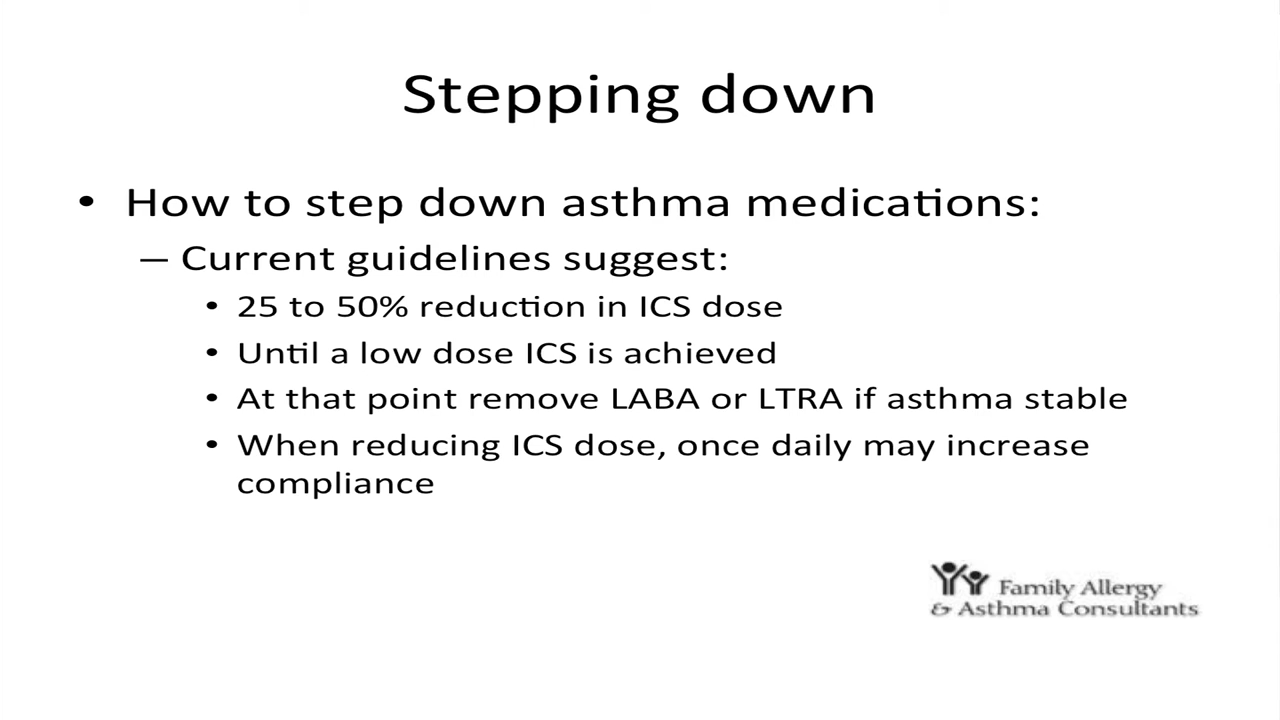 Stepping down
• How to step down asthma medications:
– Current guidelines suggest:
• 25 to 50% reduction in ICS dose
• Until a low dose ICS is achieved
• At that point remove LABA or LTRA if asthma stable
• When reducing ICS dose, once daily may increase
compliance
Family Allergy
& Asthma Consultants